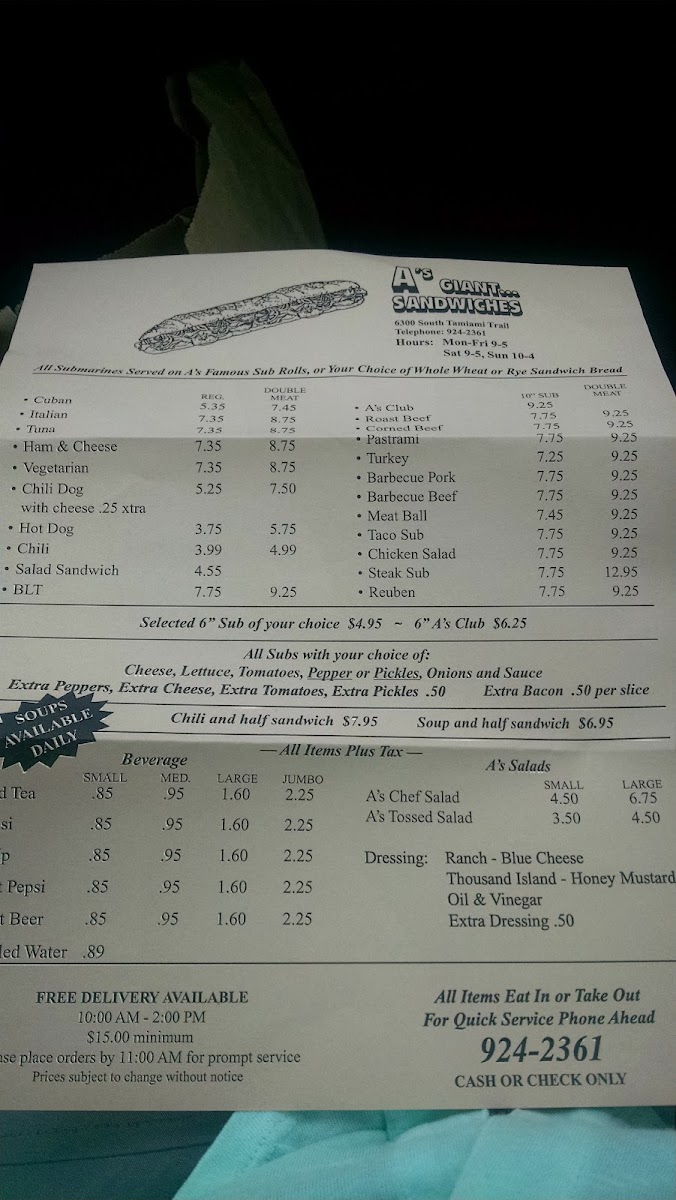 A's GIANT...
SANDWICHES
6300 South Tamiami Trail
Telephone: 924-2361
Hours: Mon-Fri 9-5
Sat 9-5, Sun 10-4
All Submarines Served on A's Famous Sub Rolls, or Your Choice of Whole Wheat or Rye Sandwich Bread
REG. DOUBLE MEAT
• Cuban 5.35 7.45
• Italian 7.35 8.75
• Tuna 7.35 8.75
• Ham & Cheese 7.35 8.75
• Vegetarian 7.35 8.75
• Chili Dog 5.25 7.50
with cheese .25 xtra
• Hot Dog 3.75 5.75
• Chili 3.99 4.99
• Salad Sandwich 4.55
• BLT 7.75 9.25
10" SUB DOUBLE MEAT
• A's Club 9.25
• Roast Beef 7.75 9.25
• Corned Beef 7.75 9.25
• Pastrami 7.75 9.25
• Turkey 7.25 9.25
• Barbecue Pork 7.75 9.25
• Barbecue Beef 7.75 9.25
• Meat Ball 7.45 9.25
• Taco Sub 7.75 9.25
• Chicken Salad 7.75 9.25
• Steak Sub 7.75 12.95
• Reuben 7.75 9.25
Selected 6" Sub of your choice $4.95 ~ 6" A's Club $6.25
All Subs with your choice of:
Cheese, Lettuce, Tomatoes, Pepper or Pickles, Onions and Sauce
Extra Peppers, Extra Cheese, Extra Tomatoes, Extra Pickles .50 Extra Bacon .50 per slice
SOUPS
AVAILABLE
DAILY
Chili and half sandwich $7.95 Soup and half sandwich $6.95
— All Items Plus Tax —
Beverage
SMALL MED. LARGE JUMBO
d Tea .85 .95 1.60 2.25
si .85 .95 1.60 2.25
p .85 .95 1.60 2.25
t Pepsi .85 .95 1.60 2.25
t Beer .85 .95 1.60 2.25
led Water .89
A's Salads
SMALL LARGE
A's Chef Salad 4.50 6.75
A's Tossed Salad 3.50 4.50
Dressing: Ranch - Blue Cheese
Thousand Island - Honey Mustard
Oil & Vinegar
Extra Dressing .50
FREE DELIVERY AVAILABLE
10:00 AM - 2:00 PM
$15.00 minimum
ase place orders by 11:00 AM for prompt service
Prices subject to change without notice
All Items Eat In or Take Out
For Quick Service Phone Ahead
924-2361
CASH OR CHECK ONLY